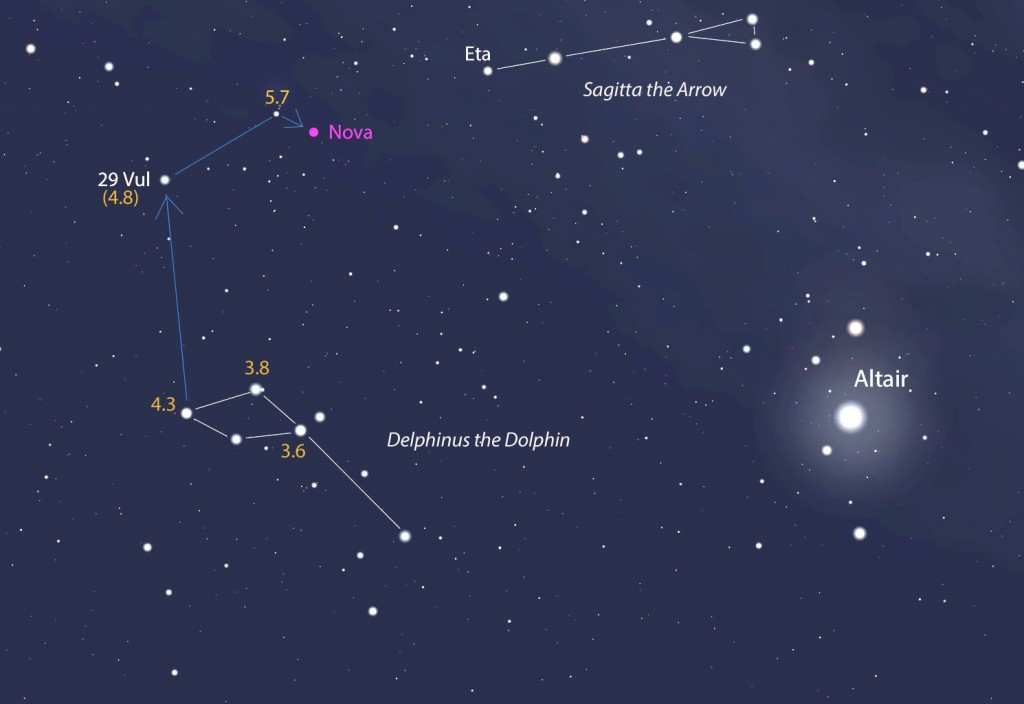 Eta
Sagitta the Arrow
5.7
Nova
29 Vul
(4.8)
3.8
Altair
4.3
Delphinus the Dolphin
3.6